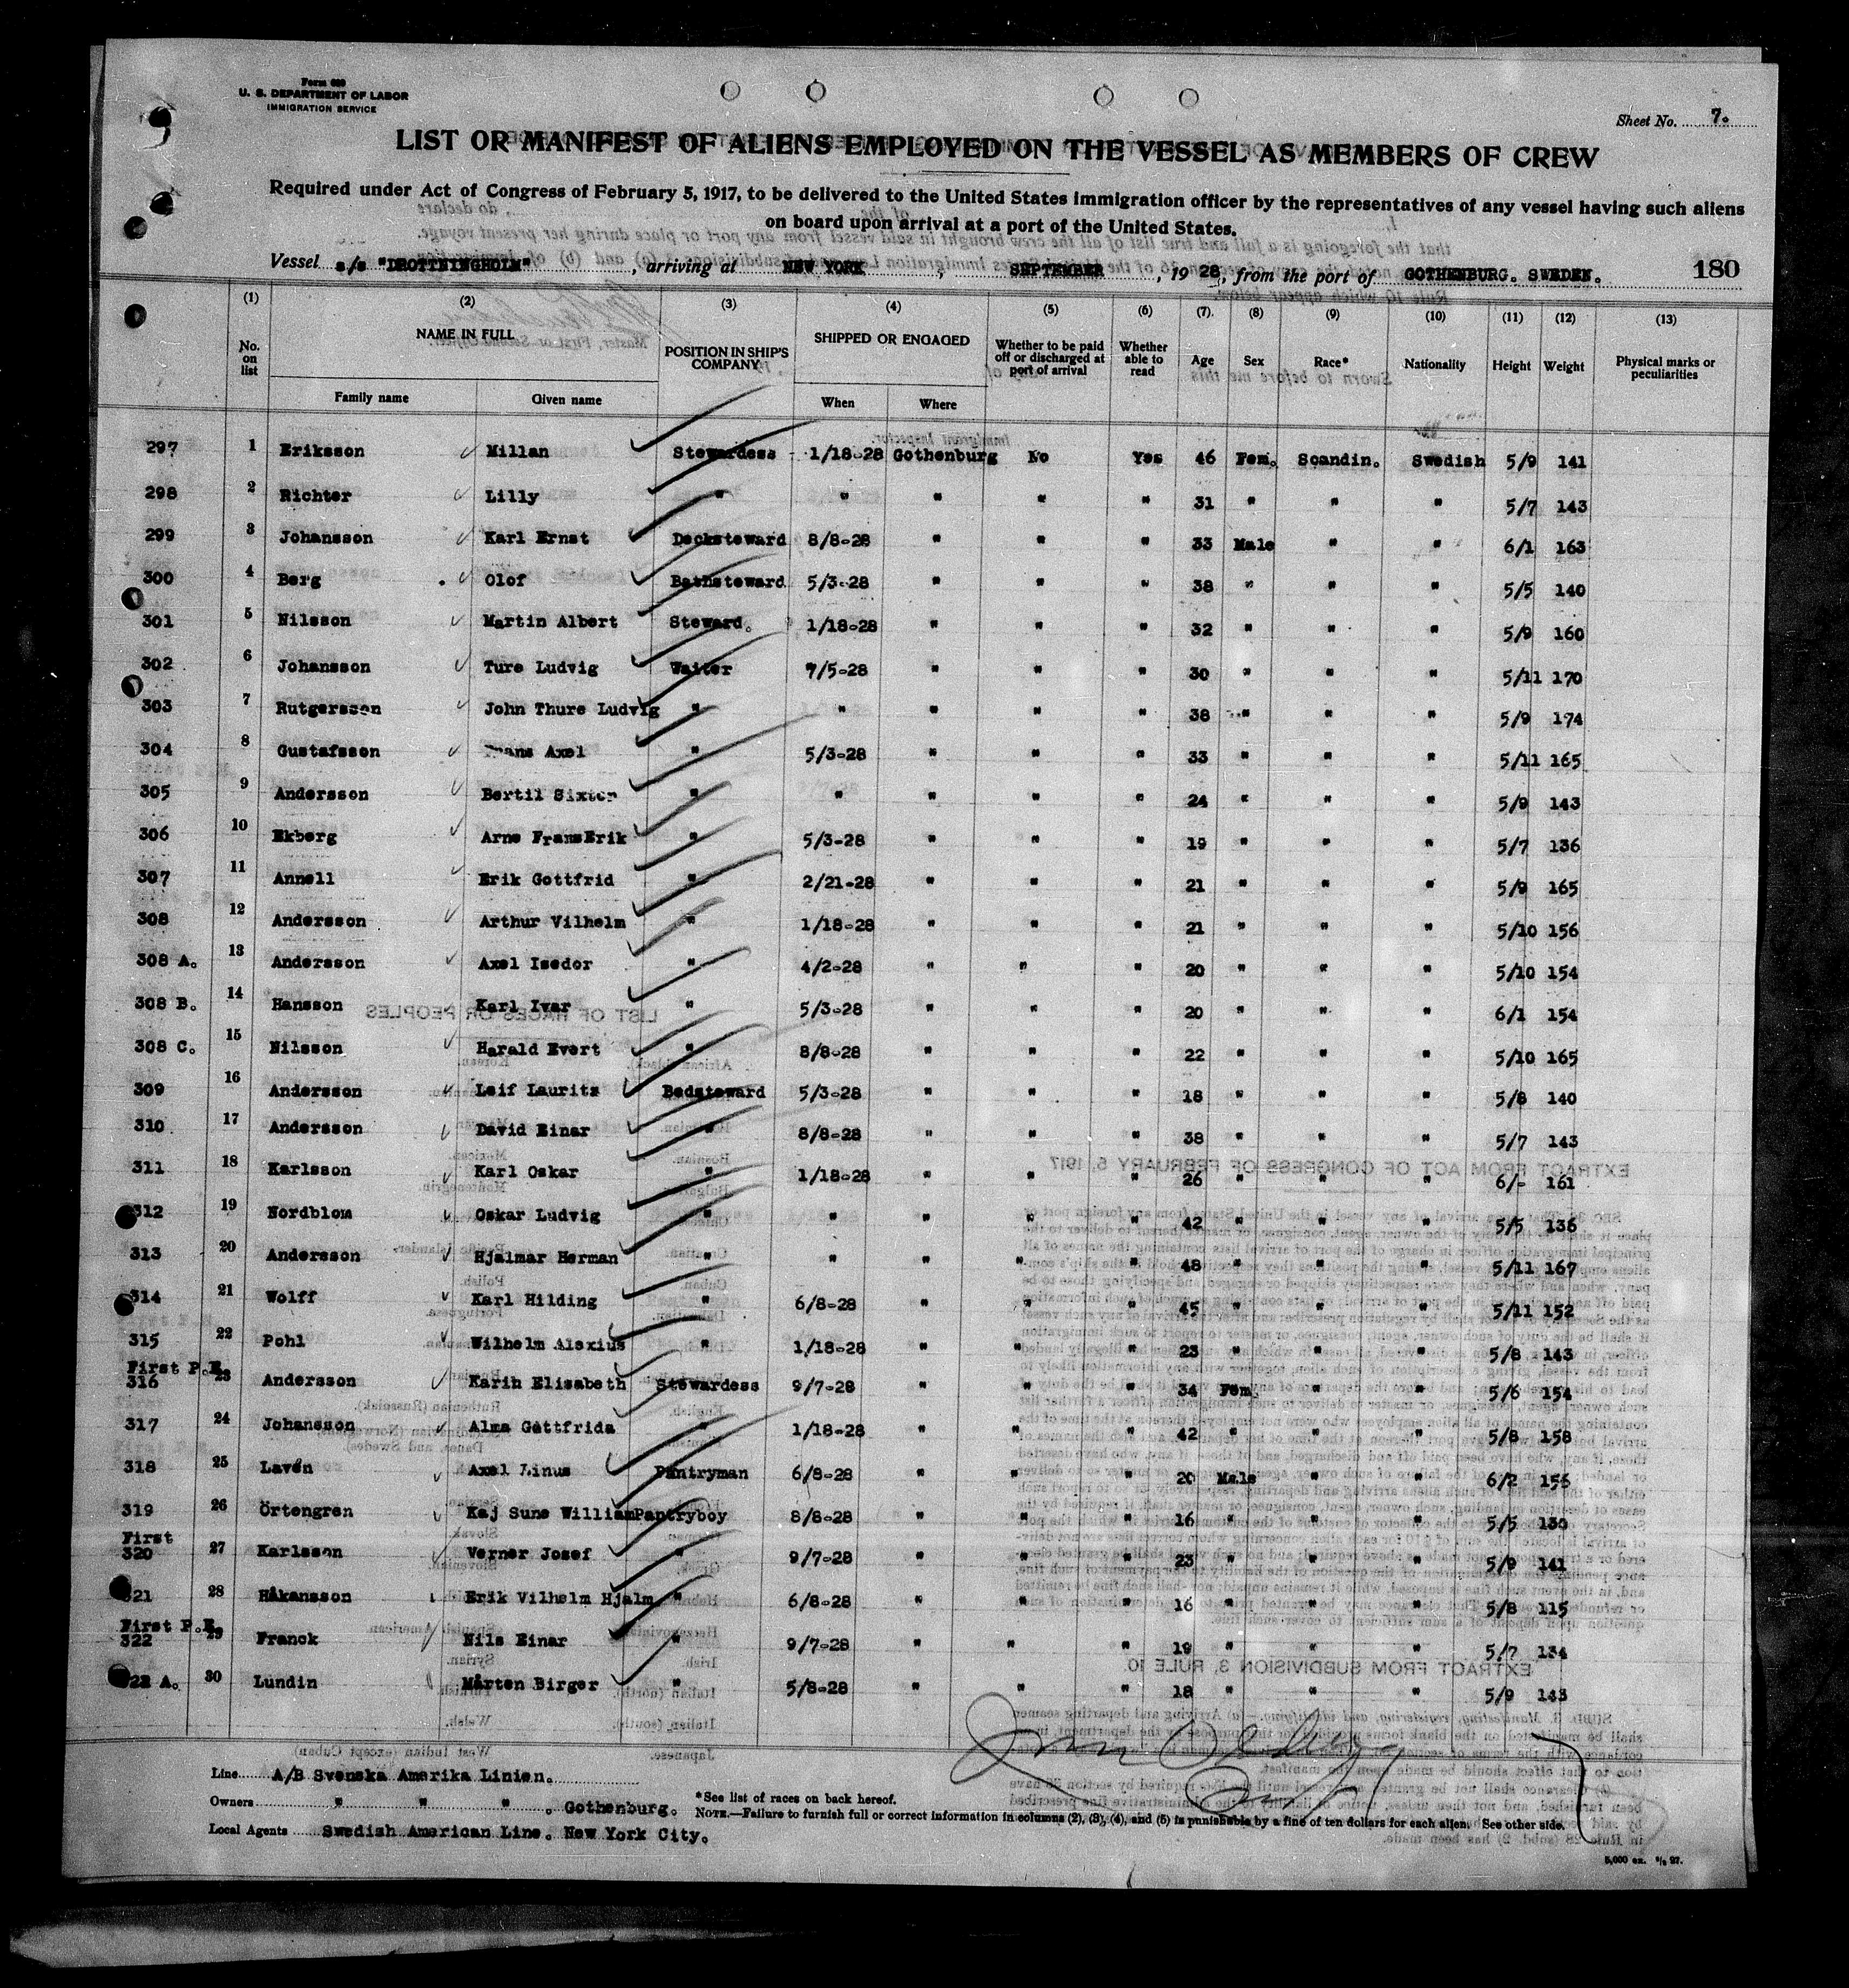 Form 689
U. S. DEPARTMENT OF LABOR
IMMIGRATION SERVICE
Sheet No. 7.
LIST OR MANIFEST OF ALIENS EMPLOYED ON THE VESSEL AS MEMBERS OF CREW
Required under Act of Congress of February 5, 1917, to be delivered to the United States immigration officer by the representatives of any vessel having such aliens
on board upon arrival at a port of the United States.
Vessel s/s "DROTTNINGHOLM", arriving at NEW YORK, SEPTEMBER, 1928, from the port of GOTHENBURG. SWEDEN. 180
(1) (2) (3) (4) (5) (6) (7) (8) (9) (10) (11) (12) (13)
No. on list NAME IN FULL POSITION IN SHIP'S COMPANY SHIPPED OR ENGAGED Whether to be paid off or discharged at port of arrival Whether able to read Age Sex Race* Nationality Height Weight Physical marks or peculiarities
Family name Given name When Where
297 1 Eriksson Millan Stewardess 1/18-28 Gothenburg No Yes 46 Fem. Scandin. Swedish 5/9 141
298 2 Richter Lilly " " " " " 31 " " " 5/7 143
299 3 Johansson Karl Ernst Decksteward 8/8-28 " " " 33 Male " " 6/1 163
300 4 Berg Olof Bathsteward 5/3-28 " " " 38 " " " 5/5 140
301 5 Nilsson Martin Albert Steward. 1/18-28 " " " 32 " " " 5/9 160
302 6 Johansson Ture Ludvig Waiter 7/5-28 " " " 30 " " " 5/11 170
303 7 Rutgersson John Thure Ludvig " " " " " 38 " " " 5/9 174
304 8 Gustafsson Frans Axel " 5/3-28 " " " 33 " " " 5/11 165
305 9 Andersson Bertil Sixten " " " " " 24 " " " 5/9 143
306 10 Ekberg Arne FransErik " 5/3-28 " " " 19 " " " 5/7 136
307 11 Annell Erik Gottfrid " 2/21-28 " " " 21 " " " 5/9 165
308 12 Andersson Arthur Vilhelm " 1/18-28 " " " 21 " " " 5/10 156
308 A. 13 Andersson Axel Isedor " 4/2-28 " " " 20 " " " 5/10 154
308 B. 14 Hansson Karl Ivar " 5/3-28 " " " 20 " " " 6/1 154
308 C. 15 Nilsson Harald Evert " 8/8-28 " " " 22 " " " 5/10 165
309 16 Andersson Leif Lauritz Bedsteward 5/3-28 " " " 18 " " " 5/8 140
310 17 Andersson David Einar " 8/8-28 " " " 38 " " " 5/7 143
311 18 Karlsson Karl Oskar " 1/18-28 " " " 26 " " " 6/- 161
312 19 Nordblom Oskar Ludvig " " " " " 42 " " " 5/5 136
313 20 Andersson Hjalmar Herman " " " " " 48 " " " 5/11 167
314 21 Wolff Karl Hilding " 6/8-28 " " " 45 " " " 5/11 152
315 22 Pohl Wilhelm Alexius " 1/18-28 " " " 23 " " " 5/8 143
First P.E.
316 23 Andersson Karin Elisabeth Stewardess 9/7-28 " " " 34 Fem. " " 5/6 154
317 24 Johansson Alma Gottfrida " 1/18-28 " " " 42 " " " 5/8 158
318 25 Lavén Axel Linus Pantryman 6/8-28 " " " 20 Male " " 6/2 156
319 26 Örtengren Kaj Sune William Pantryboy 8/8-28 " " " 16 " " " 5/5 130
First
320 27 Karlsson Verner Josef " 9/7-28 " " " 23 " " " 5/9 141
321 28 Håkansson Erik Vilhelm Hjalm " 6/8-28 " " " 16 " " " 5/8 115
First P.E.
322 29 Franck Nils Einar " 9/7-28 " " " 19 " " " 5/7 134
322 A. 30 Lundin Mårten Birger " 5/8-28 " " " 18 " " " 5/9 143
Line A/B Svenska Amerika Linien.
Owners " " " . Gothenburg.
Local Agents Swedish American Line. New York City.
*See list of races on back hereof.
NOTE.—Failure to furnish full or correct information in columns (2), (3), (4), and (5) is punishable by a fine of ten dollars for each alien. See other side.